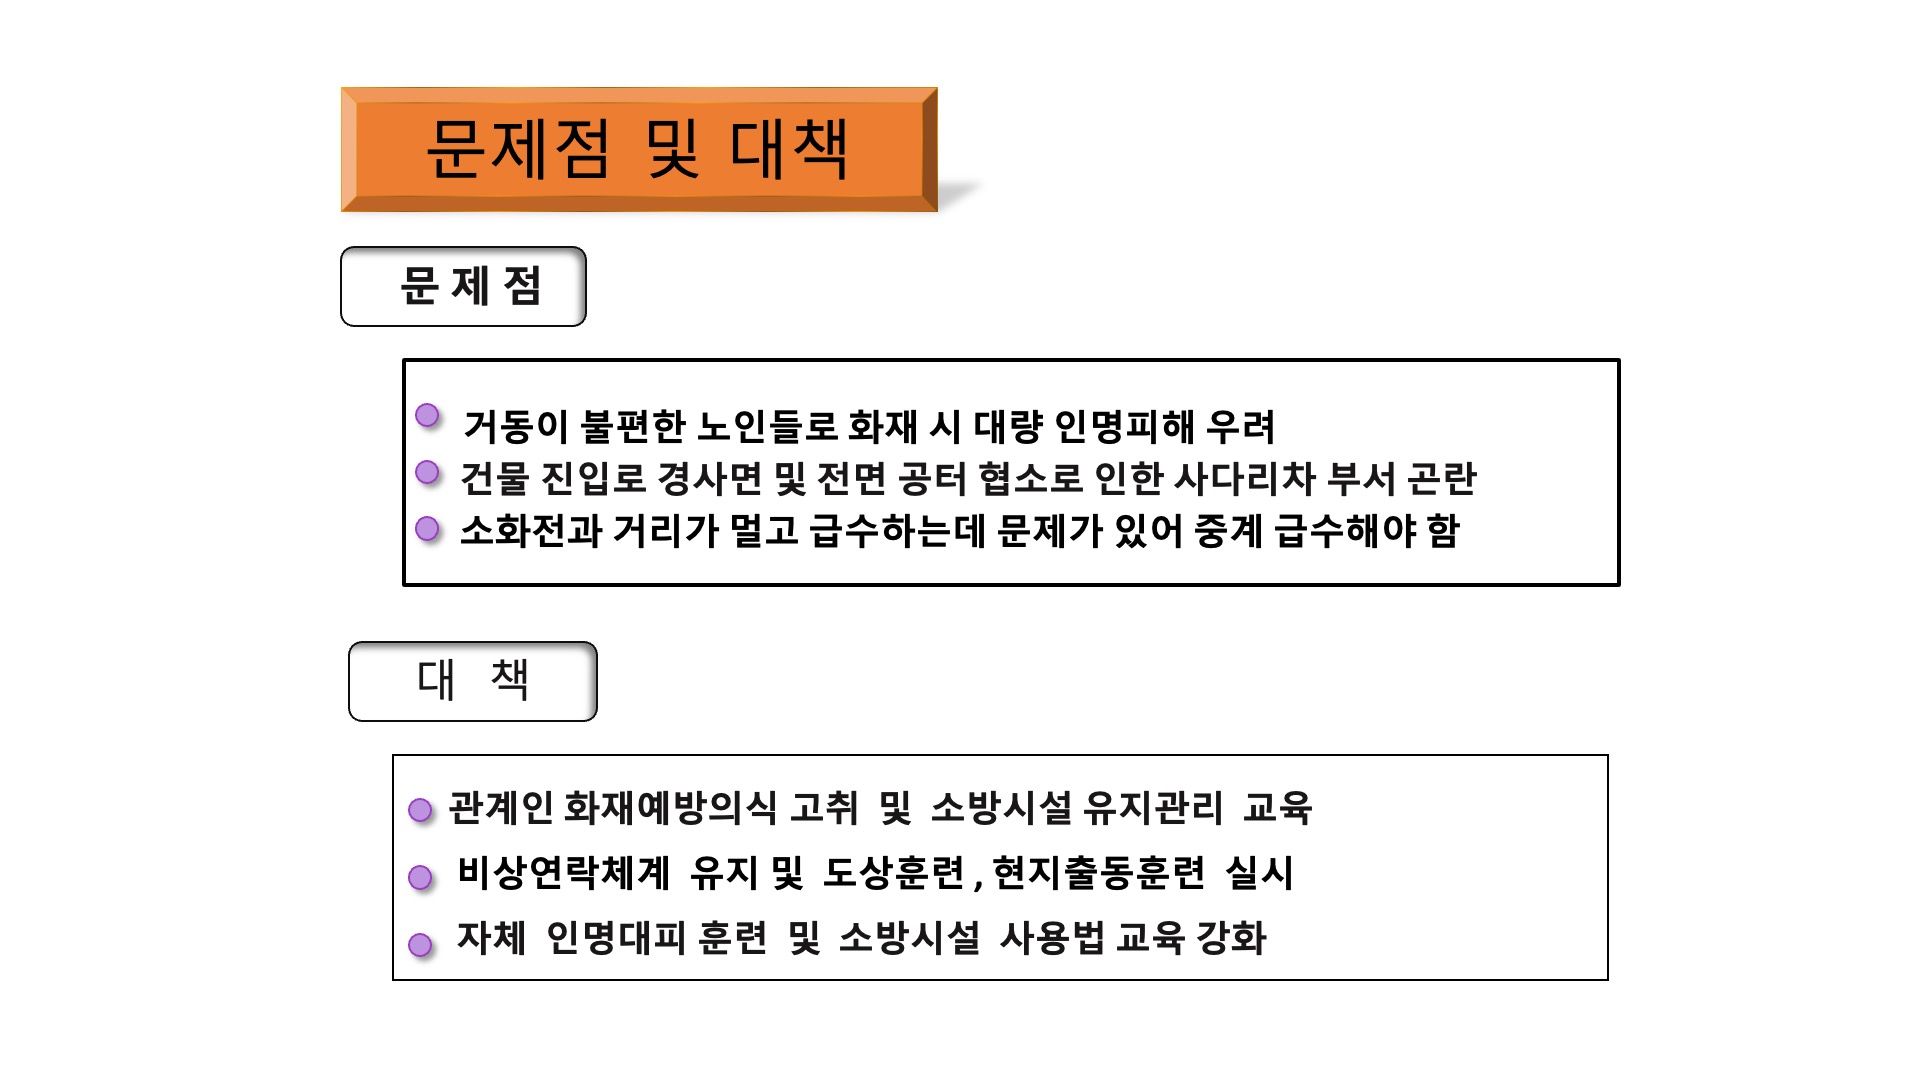 문제점 및 대책
문 제 점
거동이 불편한 노인들로 화재 시 대량 인명피해 우려
건물 진입로 경사면 및 전면 공터 협소로 인한 사다리차 부서 곤란
소화전과 거리가 멀고 급수하는데 문제가 있어 중계 급수해야 함
대 책
관계인 화재예방의식 고취 및 소방시설 유지관리 교육
비상연락체계 유지 및 도상훈련 , 현지출동훈련 실시
자체 인명대피 훈련 및 소방시설 사용법 교육 강화